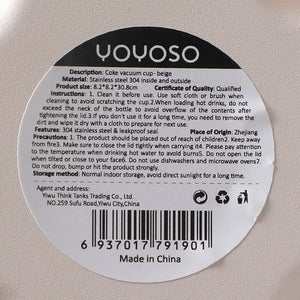 YOYOSO
Description: Coke vacuum cup- beige
Material: Stainless steel 304 inside and outside
Product size: 8.2*8.2*30.8cm Certificate of Quality: Qualified
Instructions: 1. Clean it before use. Use soft cloth or brush when
cleaning to avoid scratching the cup.2.When loading hot drinks, do not
exceed the neck of the bottle to avoid overflow of the contents after
tightening the lid.3.If you don't use it for a long time, you need to remove the
dirt and wipe it dry with a cloth to prepare for next use.
Features: 304 stainless steel & leakproof seal. Place of Origin: Zhejiang
Precautions: 1. The product should be placed out of reach of children2. Keep away
from fire3. Make sure to close the lid tightly when carrying it4. Please pay attention
to the temperature when drinking hot water to avoid burns5. Do not open the lid
when tilted or close to your face6. Do not use dishwashers and microwave ovens7.
Do not drop, bump or hit the product strongly.
Storage method: Normal indoor storage, avoid direct sunlight for a long time.
Agent and address:
Yiwu Think Tanks Trading Co., Ltd.
NO.259 Sufu Road,Yiwu City, China
6 937017 791901
Made in China